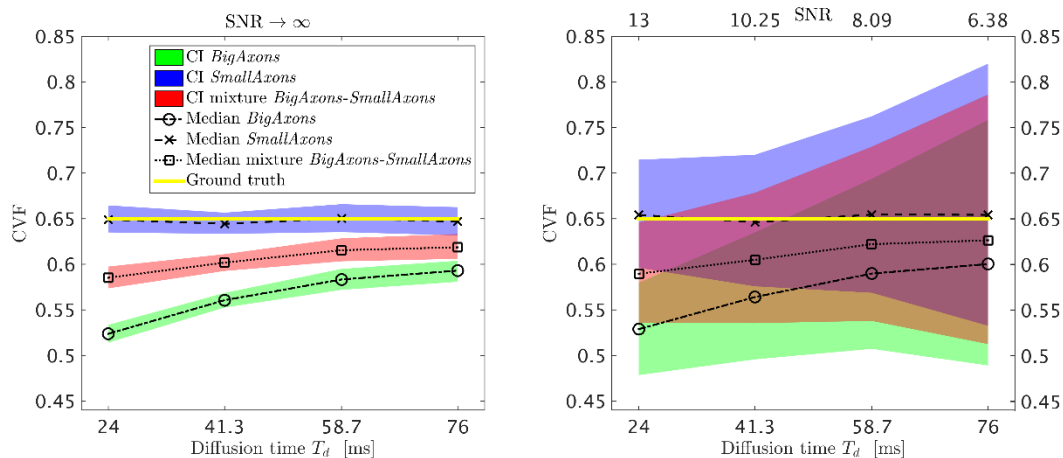 SNR → ∞
0.85
0.8
0.75
0.7
0.65
0.6
0.55
0.5
0.45
CVF
CI BigAxons
CI SmallAxons
CI mixture BigAxons-SmallAxons
Median BigAxons
Median SmallAxons
Median mixture BigAxons-SmallAxons
Ground truth
24 41.3 58.7 76
Diffusion time T_d [ms]
SNR
13 10.25 8.09 6.38
0.85 0.85
0.8 0.8
0.75 0.75
0.7 0.7
0.65 0.65
0.6 0.6
0.55 0.55
0.5 0.5
0.45 0.45
CVF
24 41.3 58.7 76
Diffusion time T_d [ms]